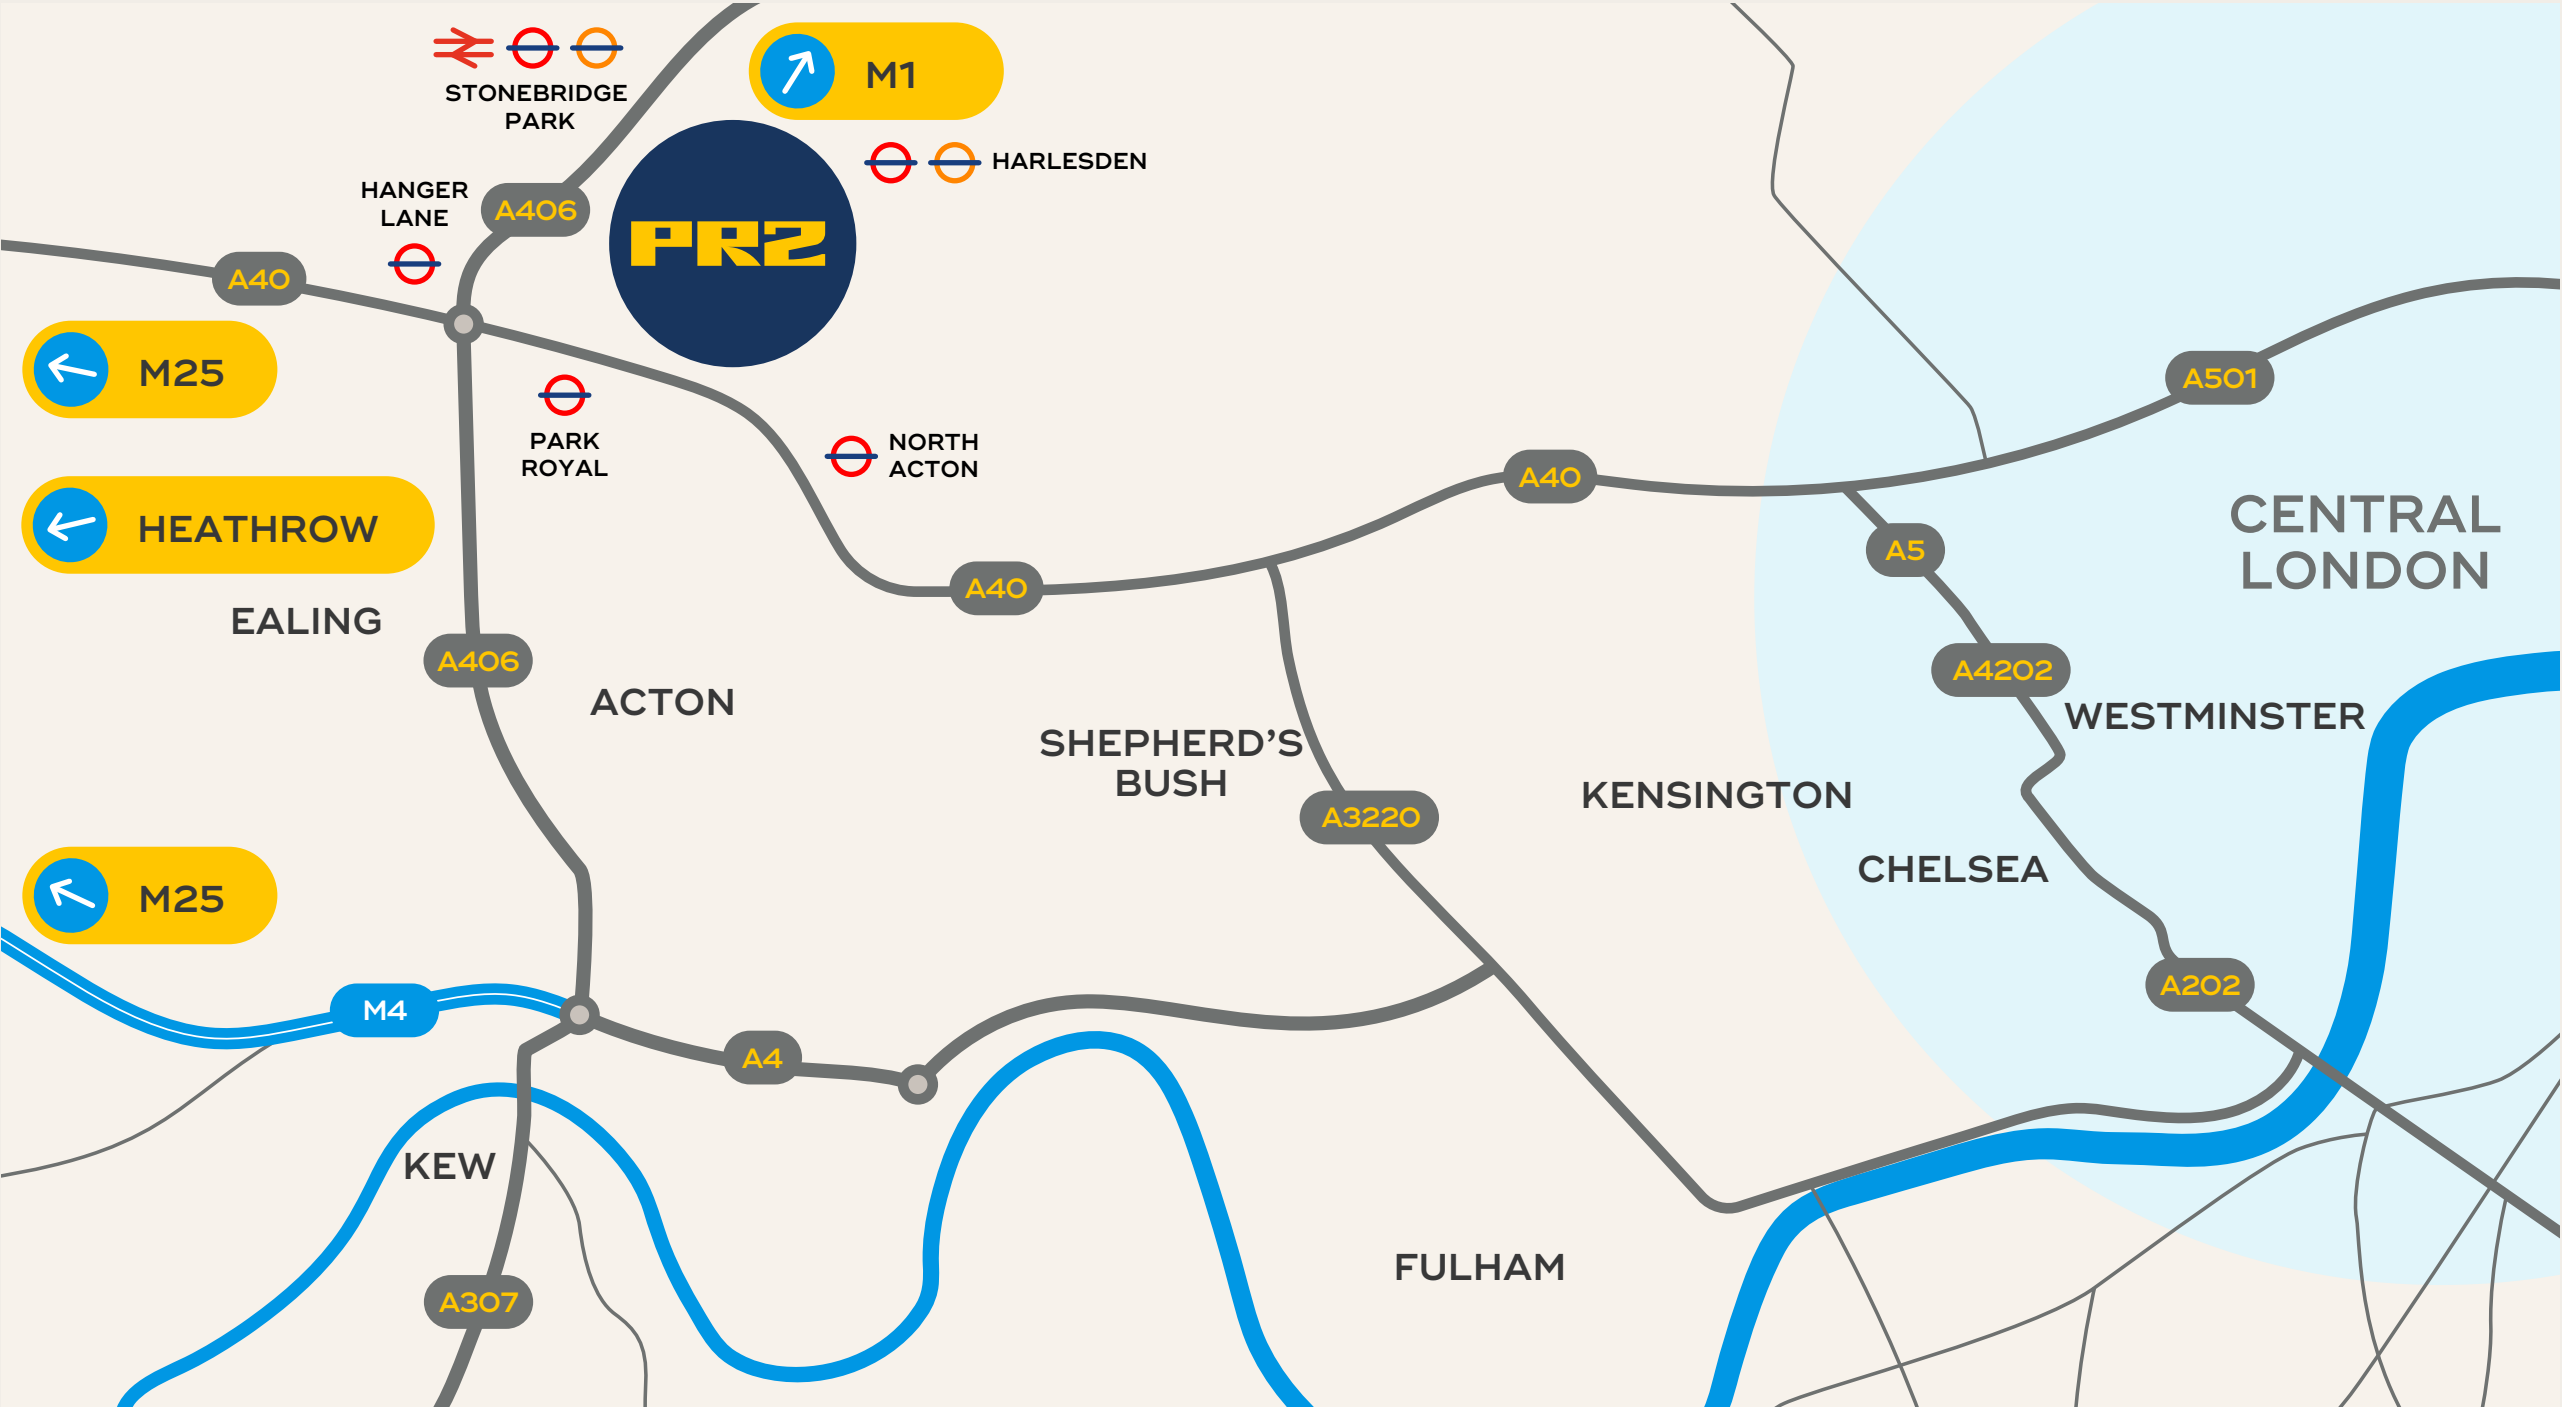 STONEBRIDGE
PARK
M1
HARLESDEN
HANGER
LANE
A406
PR2
A40
M25
PARK
ROYAL
NORTH
ACTON
A501
A40
HEATHROW
CENTRAL
LONDON
A5
A40
EALING
A406
A4202
ACTON
WESTMINSTER
SHEPHERD’S
BUSH
KENSINGTON
A3220
CHELSEA
M25
A202
M4
A4
KEW
FULHAM
A307